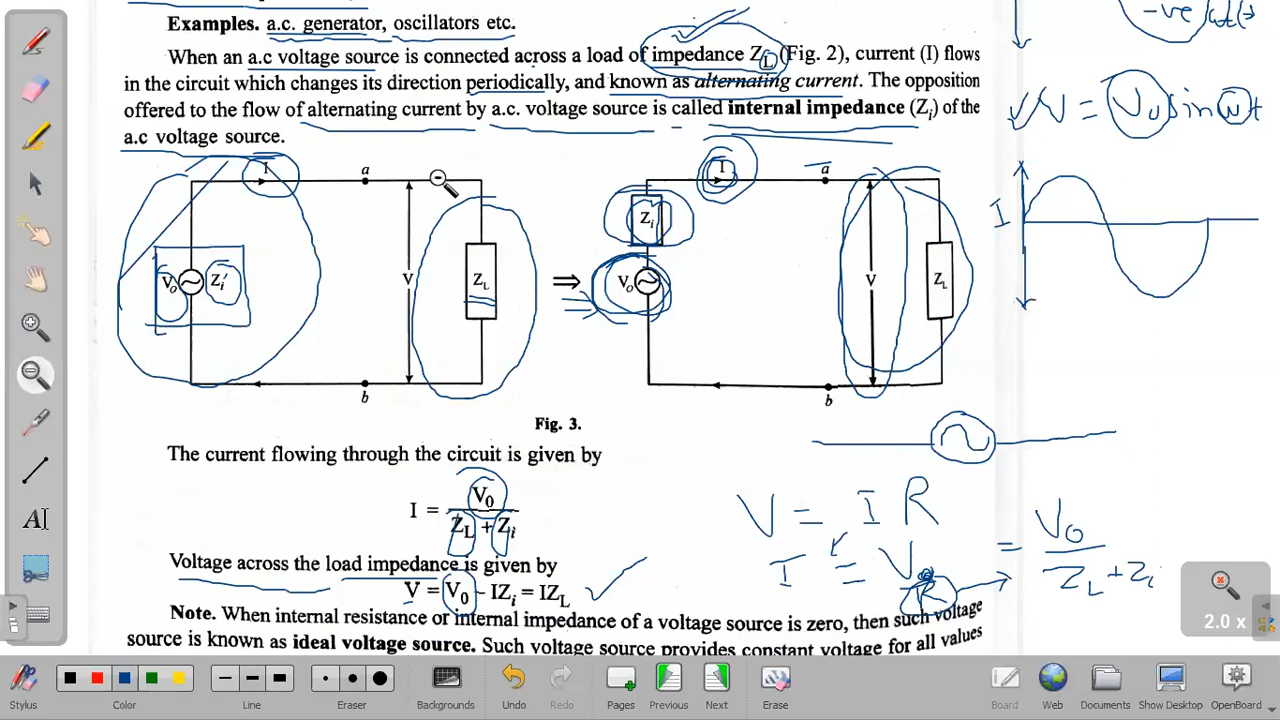 Examples. a.c. generator, oscillators etc.
When an a.c voltage source is connected across a load of impedance Z_L (Fig. 2), current (I) flows
in the circuit which changes its direction periodically, and known as alternating current. The opposition
offered to the flow of alternating current by a.c. voltage source is called internal impedance (Z_i) of the
a.c voltage source.
-ve
V = V_0 sin ωt
I a
V_0 Z_i
V
Z_L
b
⇒
I a
Z_i
V_0
V
Z_L
b
I
Fig. 3.
The current flowing through the circuit is given by
I = V_0 / (Z_L + Z_i)
Voltage across the load impedance is given by
V = V_0 - IZ_i = IZ_L
V = I R
I = V / R = V_0 / (Z_L + Z_i)
Note. When internal resistance or internal impedance of a voltage source is zero, then such voltage
source is known as ideal voltage source. Such voltage source provides constant voltage for all values
2.0 x
Stylus Color Line Eraser Backgrounds Undo Redo Pages Previous Next Erase Board Web Documents Show Desktop OpenBoard